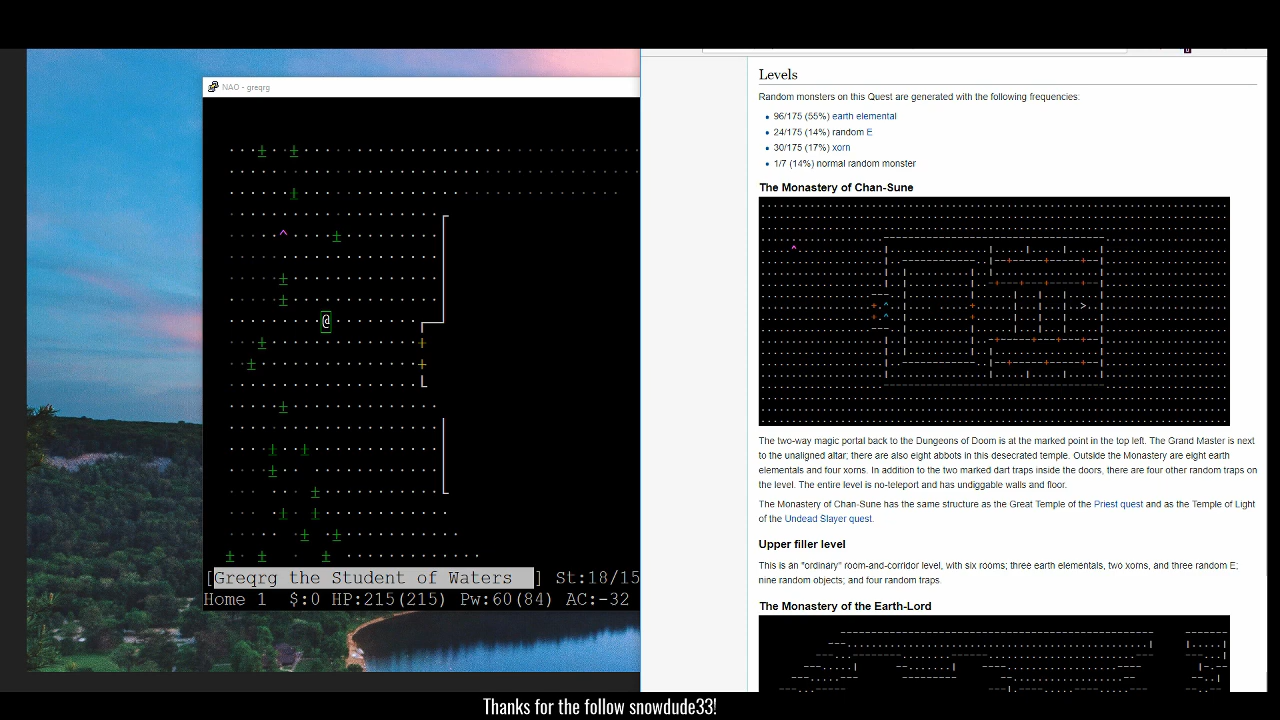 NAO - greqrg
[Greqrg the Student of Waters ] St:18/15
Home 1 $:0 HP:215(215) Pw:60(84) AC:-32
Levels
Random monsters on this Quest are generated with the following frequencies:
96/175 (55%) earth elemental
24/175 (14%) random E
30/175 (17%) xorn
1/7 (14%) normal random monster
The Monastery of Chan-Sune
The two-way magic portal back to the Dungeons of Doom is at the marked point in the top left. The Grand Master is next
to the unaligned altar; there are also eight abbots in this desecrated temple. Outside the Monastery are eight earth
elementals and four xorns. In addition to the two marked dart traps inside the doors, there are four other random traps on
the level. The entire level is no-teleport and has undiggable walls and floor.
The Monastery of Chan-Sune has the same structure as the Great Temple of the Priest quest and as the Temple of Light
of the Undead Slayer quest.
Upper filler level
This is an "ordinary" room-and-corridor level, with six rooms; three earth elementals, two xorns, and three random E;
nine random objects; and four random traps.
The Monastery of the Earth-Lord
Thanks for the follow snowdude33!